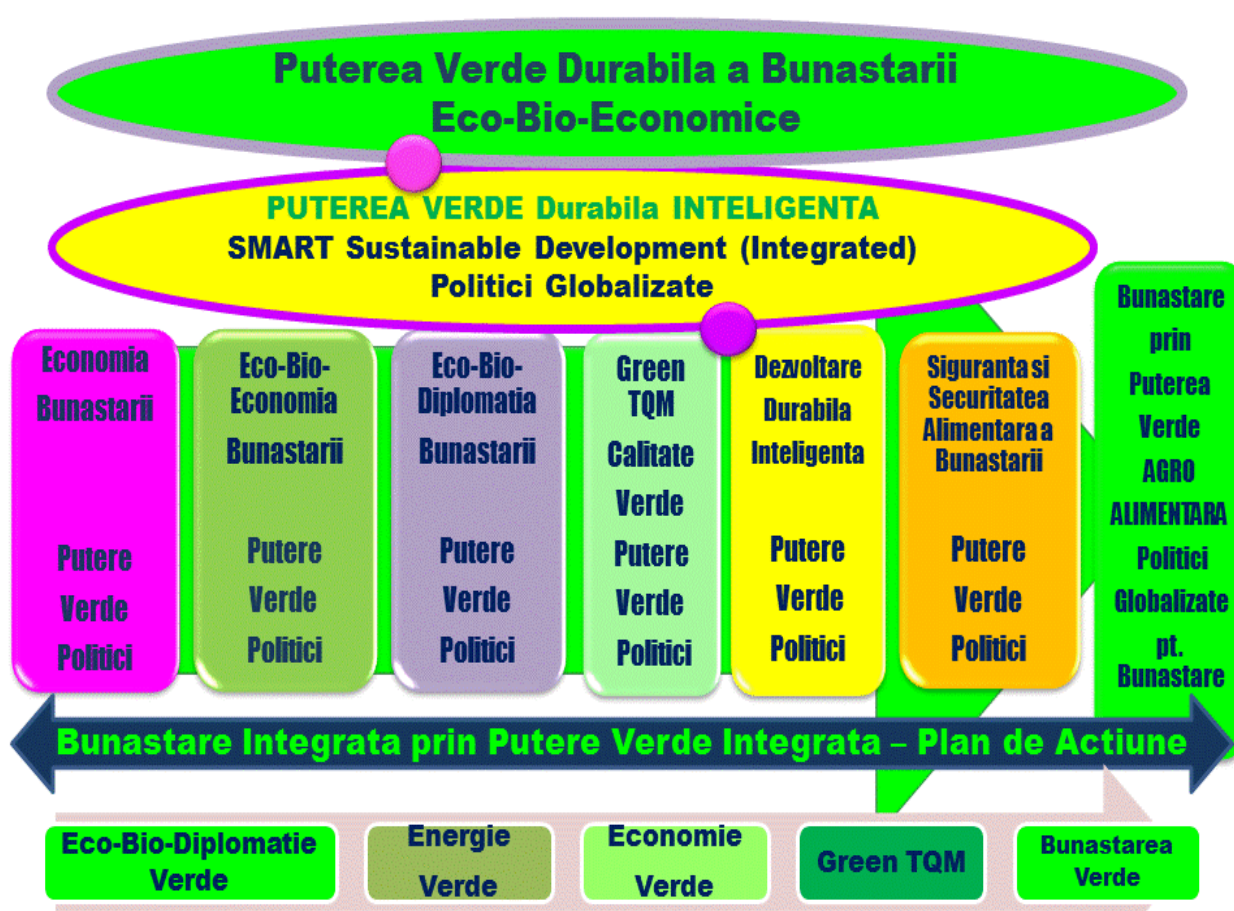 Puterea Verde Durabila a Bunastarii
Eco-Bio-Economice
PUTEREA VERDE Durabila INTELIGENTA
SMART Sustainable Development (Integrated)
Politici Globalizate
Economia
Bunastarii
Putere
Verde
Politici
Eco-Bio-
Economia
Bunastarii
Putere
Verde
Politici
Eco-Bio-
Diplomatia
Bunastarii
Putere
Verde
Politici
Green
TQM
Calitate
Verde
Putere
Verde
Politici
Dezvoltare
Durabila
Inteligenta
Putere
Verde
Politici
Siguranta si
Securitatea
Alimentara a
Bunastarii
Putere
Verde
Politici
Bunastare
prin
Puterea
Verde
AGRO
ALIMENTARA
Politici
Globalizate
pt.
Bunastare
Bunastare Integrata prin Putere Verde Integrata – Plan de Actiune
Eco-Bio-Diplomatie
Verde
Energie
Verde
Economie
Verde
Green TQM
Bunastarea
Verde